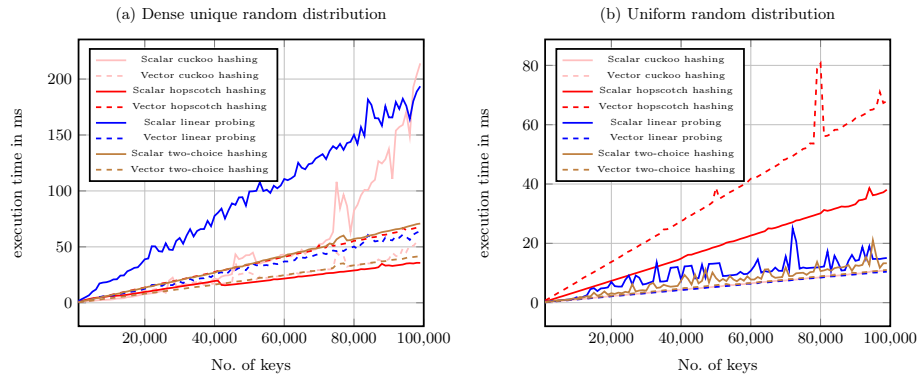 (a) Dense unique random distribution
execution time in ms
200
150
100
50
0
Scalar cuckoo hashing
Vector cuckoo hashing
Scalar hopscotch hashing
Vector hopscotch hashing
Scalar linear probing
Vector linear probing
Scalar two-choice hashing
Vector two-choice hashing
20,000 40,000 60,000 80,000 100,000
No. of keys
(b) Uniform random distribution
execution time in ms
80
60
40
20
0
Scalar cuckoo hashing
Vector cuckoo hashing
Scalar hopscotch hashing
Vector hopscotch hashing
Scalar linear probing
Vector linear probing
Scalar two-choice hashing
Vector two-choice hashing
20,000 40,000 60,000 80,000 100,000
No. of keys